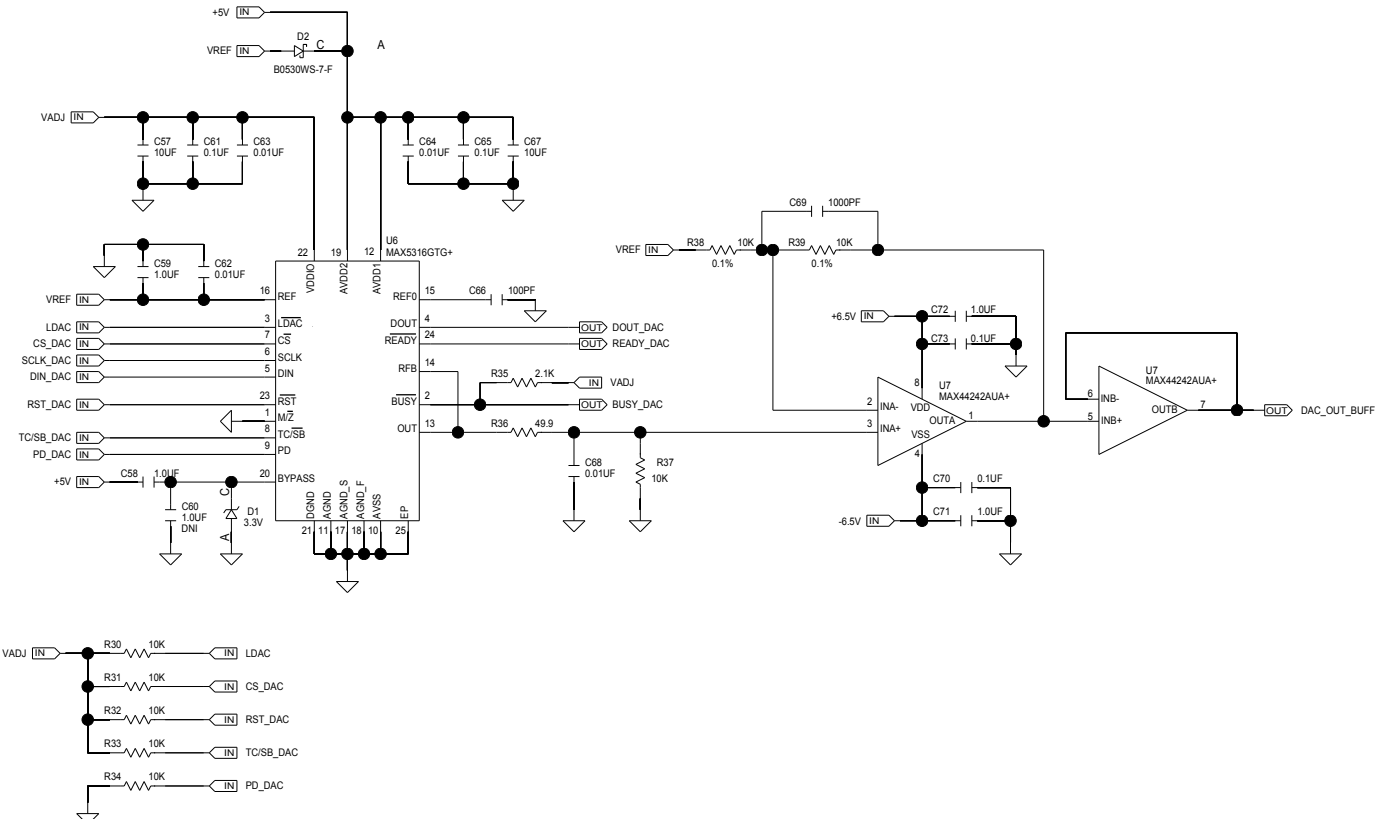 +5V IN
VREF IN
D2
C
A
B0530WS-7-F
VADJ IN
C57
10UF
C61
0.1UF
C63
0.01UF
C64
0.01UF
C65
0.1UF
C67
10UF
C59
1.0UF
C62
0.01UF
U6
MAX5316GTG+
22
19
12
VDDIO
AVDD2
AVDD1
VREF IN
16
REF
LDAC IN
3
LDAC
CS_DAC IN
7
CS
SCLK_DAC IN
6
SCLK
DIN_DAC IN
5
DIN
RST_DAC IN
23
RST
1
M/Z
TC/SB_DAC IN
8
TC/SB
PD_DAC IN
9
PD
+5V IN
C58
1.0UF
20
BYPASS
C60
1.0UF
DNI
C
A
D1
3.3V
DGND
AGND
AGND_S
AGND_F
AVSS
EP
21
11
17
18
10
25
REF0
15
C66
100PF
DOUT
4
OUT DOUT_DAC
READY
24
OUT READY_DAC
RFB
14
R35
2.1K
IN VADJ
BUSY
2
OUT BUSY_DAC
OUT
13
R36
49.9
C68
0.01UF
R37
10K
VREF IN
R38
10K
0.1%
C69
1000PF
R39
10K
0.1%
+6.5V IN
C72
1.0UF
C73
0.1UF
8
U7
MAX44242AUA+
VDD
2
INA-
3
INA+
OUTA
1
VSS
4
C70
0.1UF
-6.5V IN
C71
1.0UF
U7
MAX44242AUA+
6
INB-
5
INB+
OUTB
7
OUT DAC_OUT_BUFF
VADJ IN
R30
10K
IN LDAC
R31
10K
IN CS_DAC
R32
10K
IN RST_DAC
R33
10K
IN TC/SB_DAC
R34
10K
IN PD_DAC